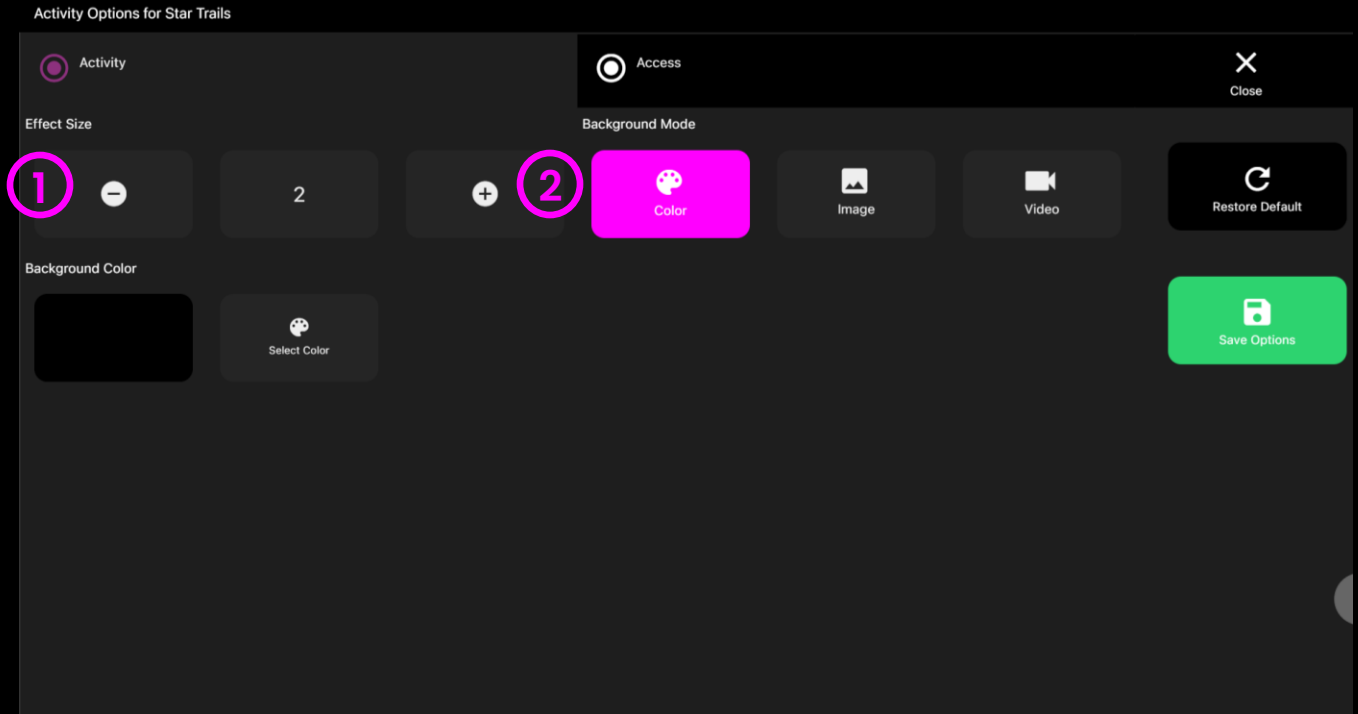 Activity Options for Star Trails
Activity
Access
Close
Effect Size
Background Mode
1
2
2
Color
Image
Video
Restore Default
Background Color
Select Color
Save Options